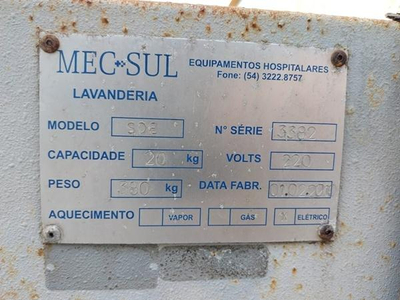 MEC SUL
EQUIPAMENTOS HOSPITALARES
Fone: (54) 3222.8757
LAVANDERIA
MODELO Nº SÉRIE
CAPACIDADE 20 kg VOLTS 220
PESO kg DATA FABR.
AQUECIMENTO VAPOR GÁS ELÉTRICO